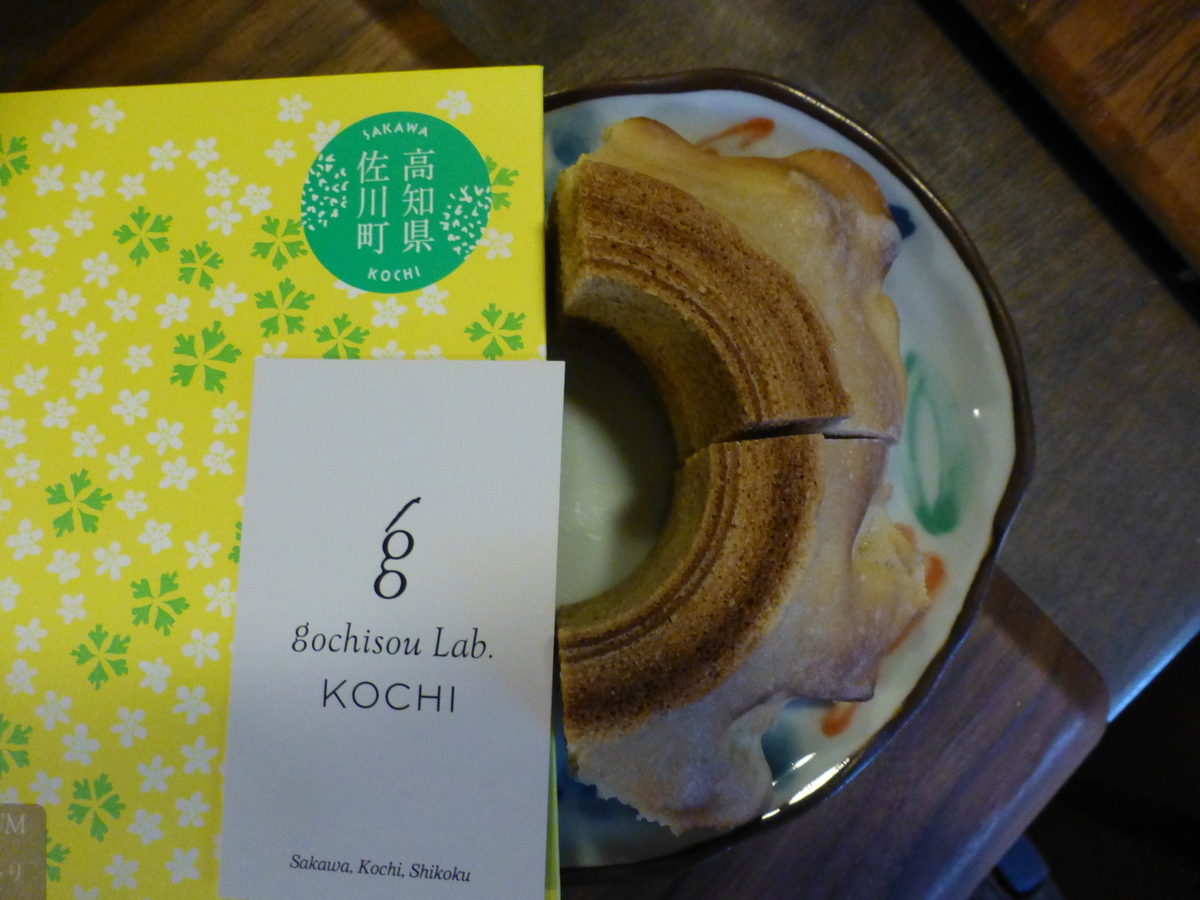 SAKAWA
高知県
佐川町
KOCHI
g
gochisou Lab.
KOCHI
Sakawa, Kochi, Shikoku